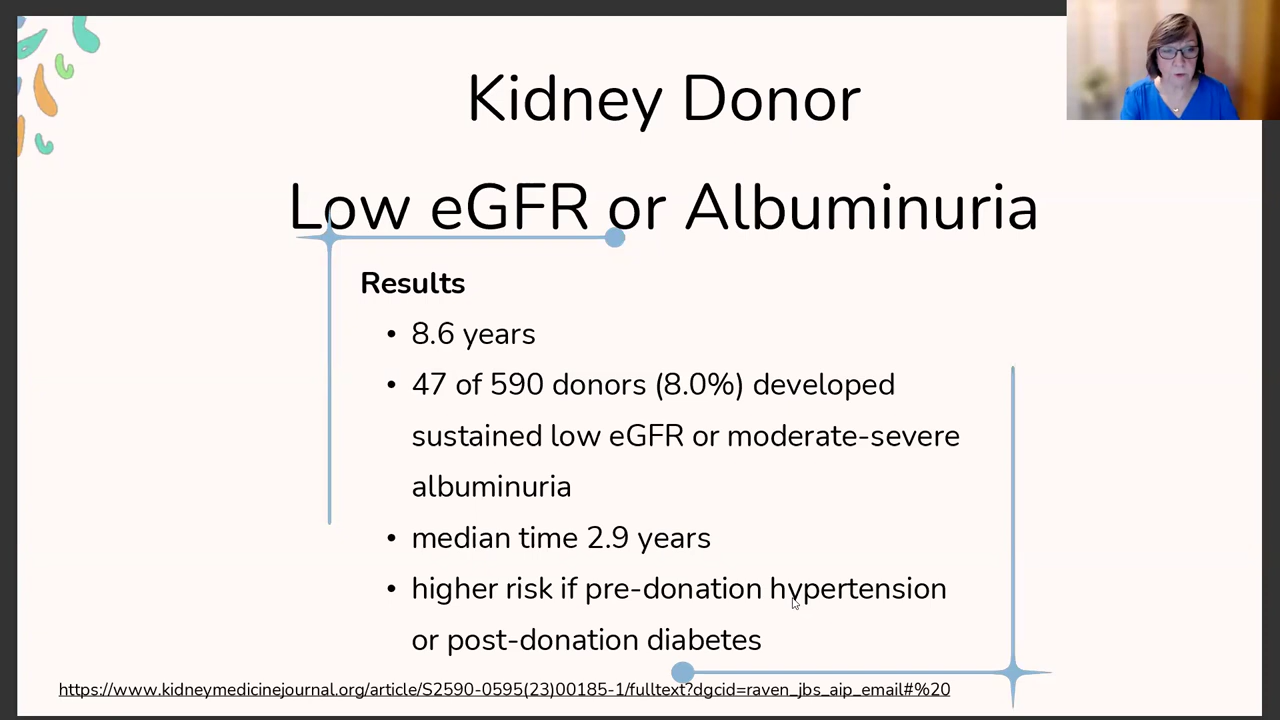 Kidney Donor
Low eGFR or Albuminuria
Results
• 8.6 years
• 47 of 590 donors (8.0%) developed
sustained low eGFR or moderate-severe
albuminuria
• median time 2.9 years
• higher risk if pre-donation hypertension
or post-donation diabetes
https://www.kidneymedicinejournal.org/article/S2590-0595(23)00185-1/fulltext?dgcid=raven_jbs_aip_email#%20